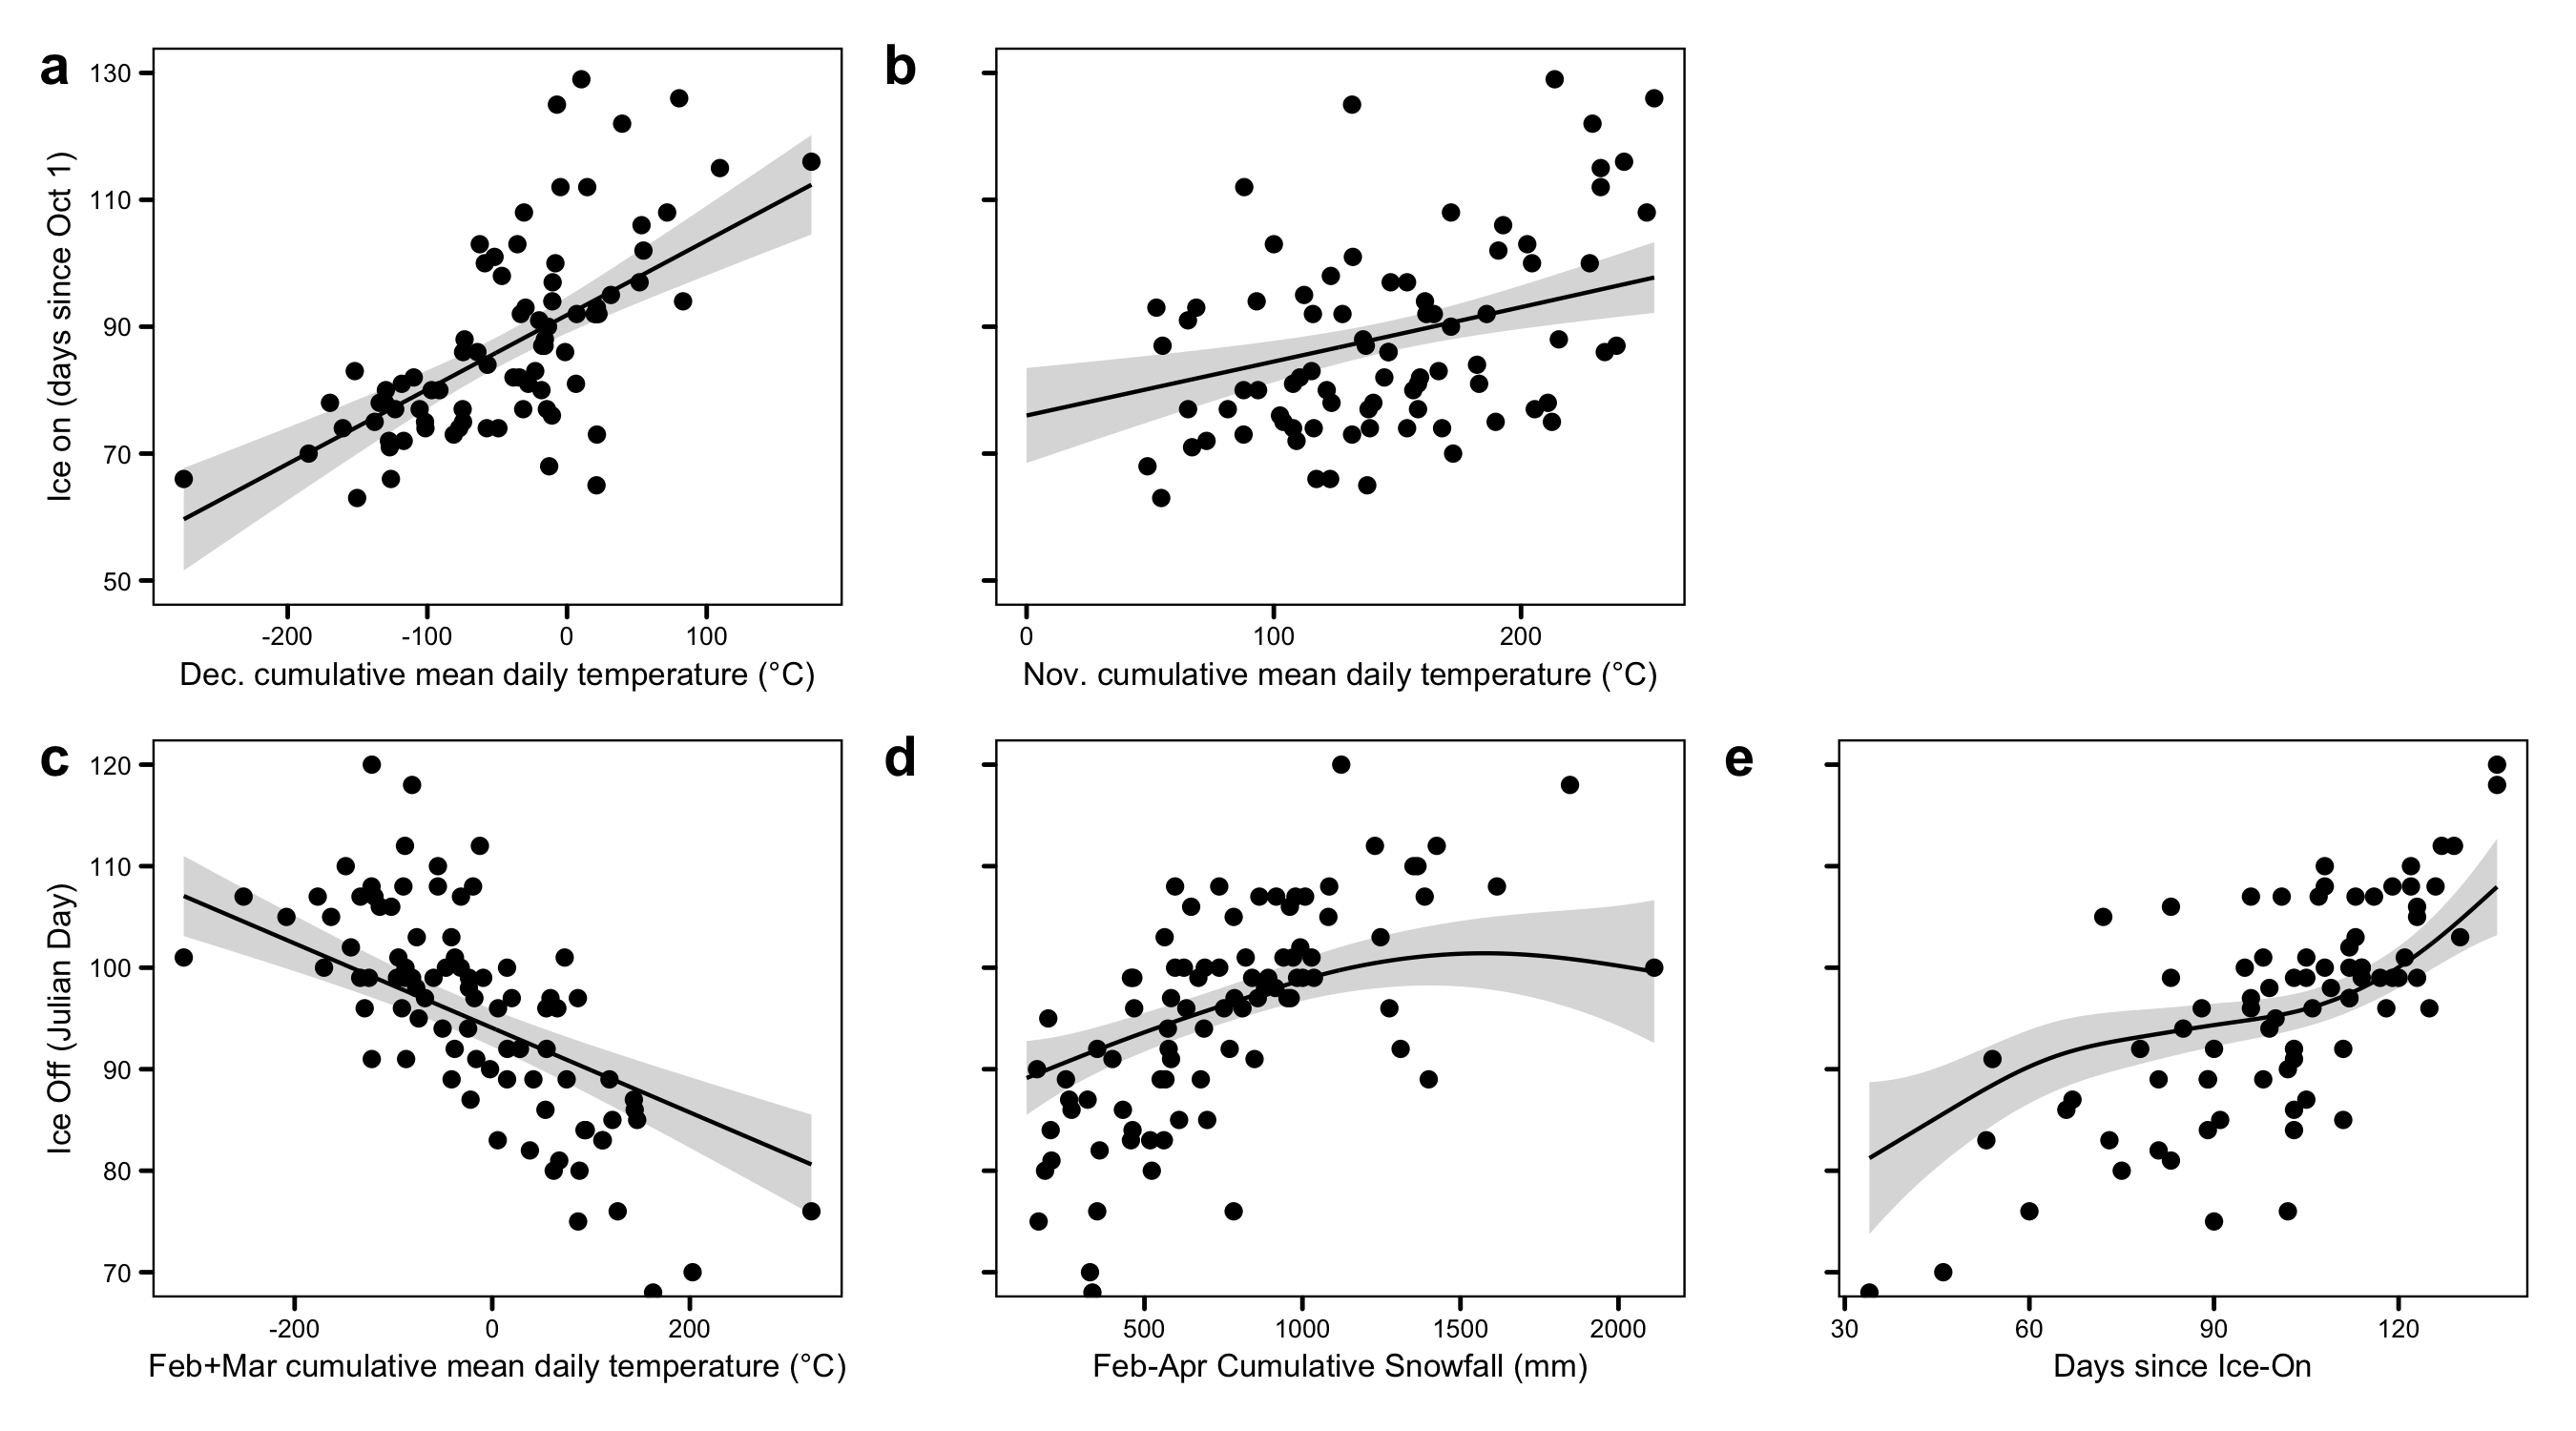 a
b
130
110
90
70
50
Ice on (days since Oct 1)
-200 -100 0 100
0 100 200
Dec. cumulative mean daily temperature (°C)
Nov. cumulative mean daily temperature (°C)
c
d
e
120
110
100
90
80
70
Ice Off (Julian Day)
-200 0 200
500 1000 1500 2000
30 60 90 120
Feb+Mar cumulative mean daily temperature (°C)
Feb-Apr Cumulative Snowfall (mm)
Days since Ice-On